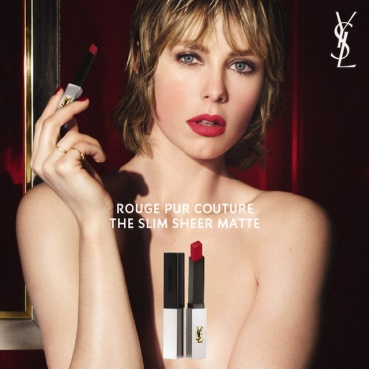 YSL
ROUGE PUR COUTURE
THE SLIM SHEER MATTE